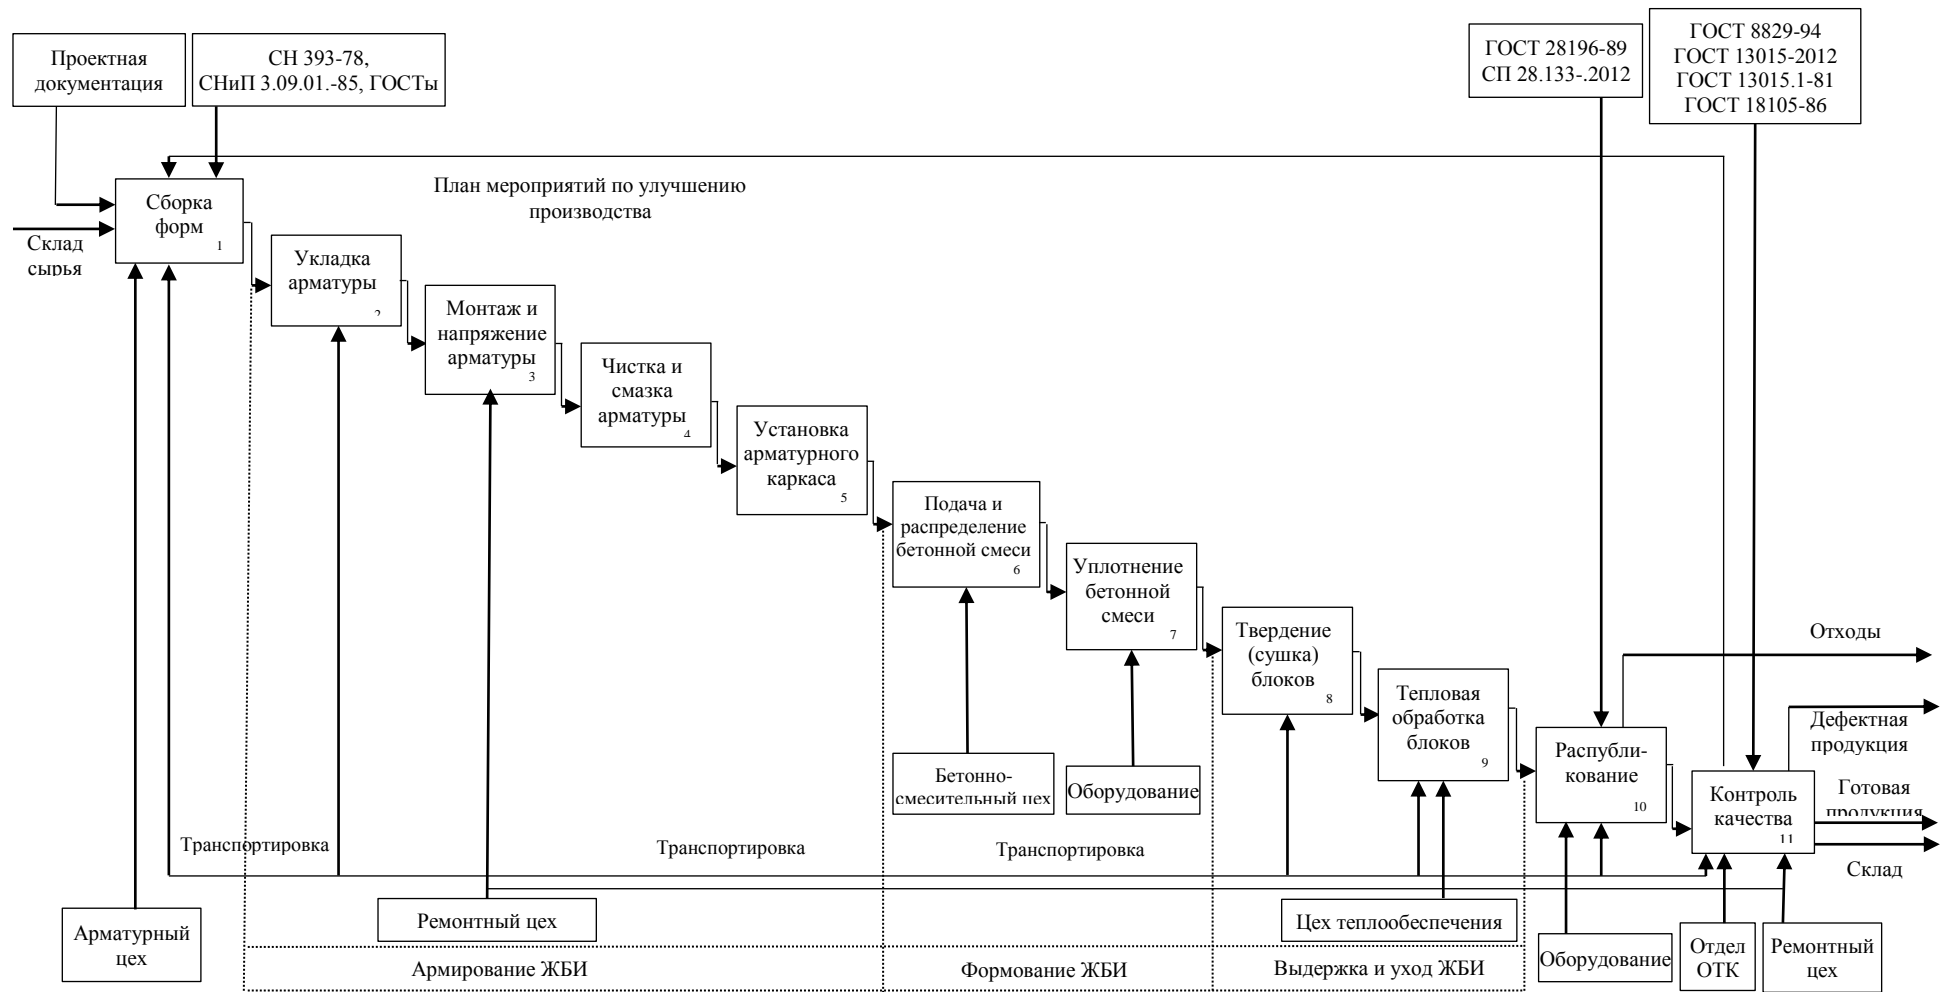 Проектная
документация
СН 393-78,
СНиП 3.09.01.-85, ГОСТы
ГОСТ 28196-89
СП 28.133-.2012
ГОСТ 8829-94
ГОСТ 13015-2012
ГОСТ 13015.1-81
ГОСТ 18105-86
План мероприятий по улучшению
производства
Склад
сырья
Сборка
форм
1
Укладка
арматуры
2
Монтаж и
напряжение
арматуры
3
Чистка и
смазка
арматуры
4
Установка
арматурного
каркаса
5
Подача и
распределение
бетонной смеси
6
Уплотнение
бетонной
смеси
7
Твердение
(сушка)
блоков
8
Тепловая
обработка
блоков
9
Распублик-
кование
10
Контроль
качества
11
Отходы
Дефектная
продукция
Готовая
продукция
Склад
Бетонно-
смесительный цех
Оборудование
Транспортировка
Транспортировка
Транспортировка
Арматурный
цех
Ремонтный цех
Цех теплообеспечения
Оборудование
Отдел
ОТК
Ремонтный
цех
Армирование ЖБИ
Формование ЖБИ
Выдержка и уход ЖБИ